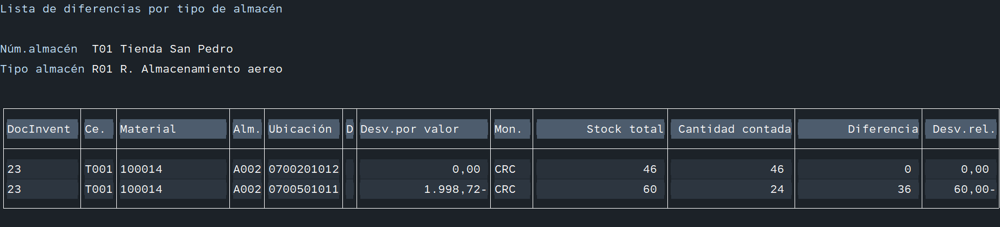 Lista de diferencias por tipo de almacén
Núm.almacén T01 Tienda San Pedro
Tipo almacén R01 R. Almacenamiento aereo
DocInvent Ce. Material Alm. Ubicación D Desv.por valor Mon. Stock total Cantidad contada Diferencia Desv.rel.
23 T001 100014 A002 0700201012 0,00 CRC 46 46 0 0,00
23 T001 100014 A002 0700501011 1.998,72- CRC 60 24 36 60,00-